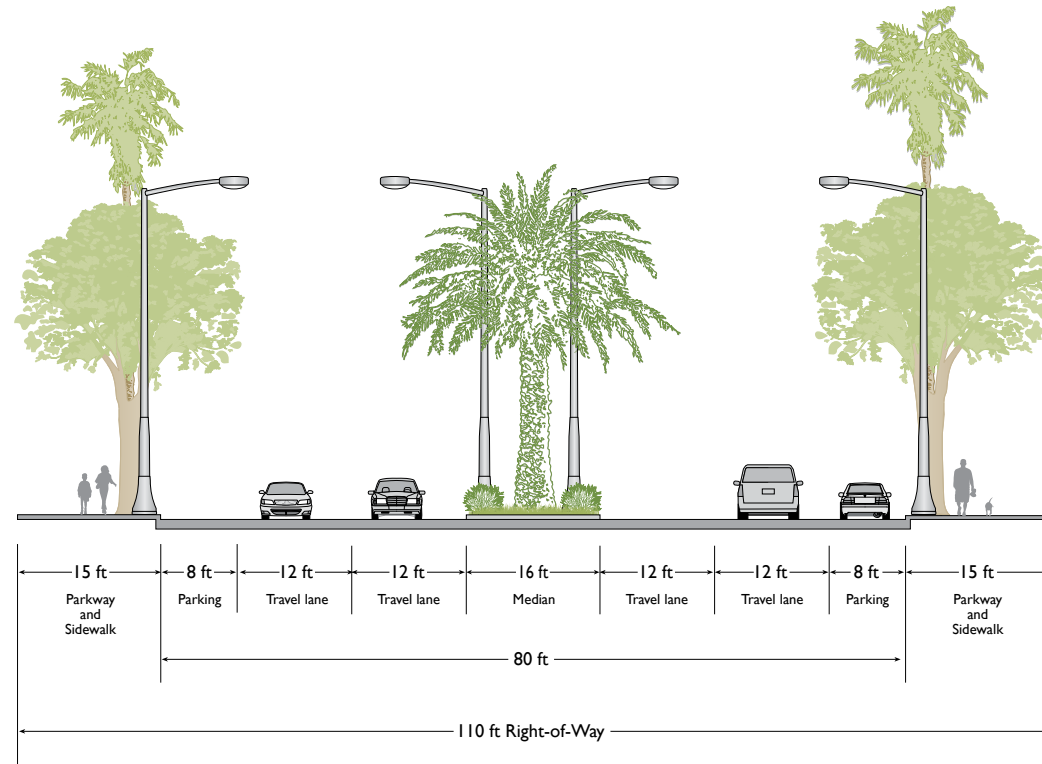 15 ft
8 ft
12 ft
12 ft
16 ft
12 ft
12 ft
8 ft
15 ft
Parkway
and
Sidewalk
Parking
Travel lane
Travel lane
Median
Travel lane
Travel lane
Parking
Parkway
and
Sidewalk
80 ft
110 ft Right-of-Way